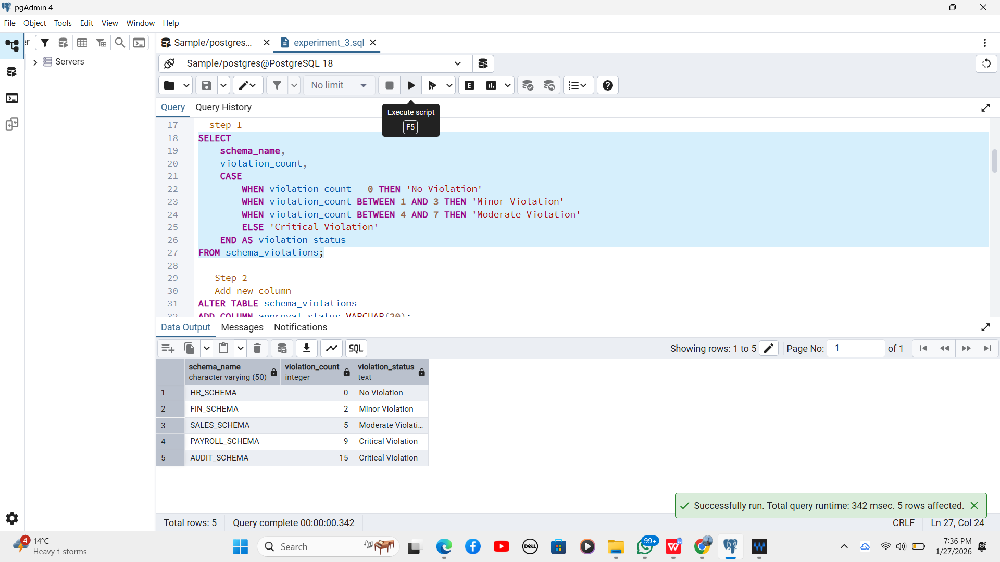 pgAdmin 4
File Object Tools Edit View Window Help
er
Sample/postgres...
experiment_3.sql
Servers
Sample/postgres@PostgreSQL 18
No limit
E
Query Query History
Execute script
F5
17 --step 1
18 SELECT
19 schema_name,
20 violation_count,
21 CASE
22 WHEN violation_count = 0 THEN 'No Violation'
23 WHEN violation_count BETWEEN 1 AND 3 THEN 'Minor Violation'
24 WHEN violation_count BETWEEN 4 AND 7 THEN 'Moderate Violation'
25 ELSE 'Critical Violation'
26 END AS violation_status
27 FROM schema_violations;
28
29 -- Step 2
30 -- Add new column
31 ALTER TABLE schema_violations
32 ADD COLUMN approval_status VARCHAR(20);
Data Output Messages Notifications
SQL
Showing rows: 1 to 5
Page No: 1 of 1
schema_name violation_count violation_status
character varying (50) integer text
1 HR_SCHEMA 0 No Violation
2 FIN_SCHEMA 2 Minor Violation
3 SALES_SCHEMA 5 Moderate Violati...
4 PAYROLL_SCHEMA 9 Critical Violation
5 AUDIT_SCHEMA 15 Critical Violation
Successfully run. Total query runtime: 342 msec. 5 rows affected.
Total rows: 5 Query complete 00:00:00.342 CRLF Ln 27, Col 24
4
14°C
Heavy t-storms
Search
DELL
99+
W
7:36 PM
1/27/2026